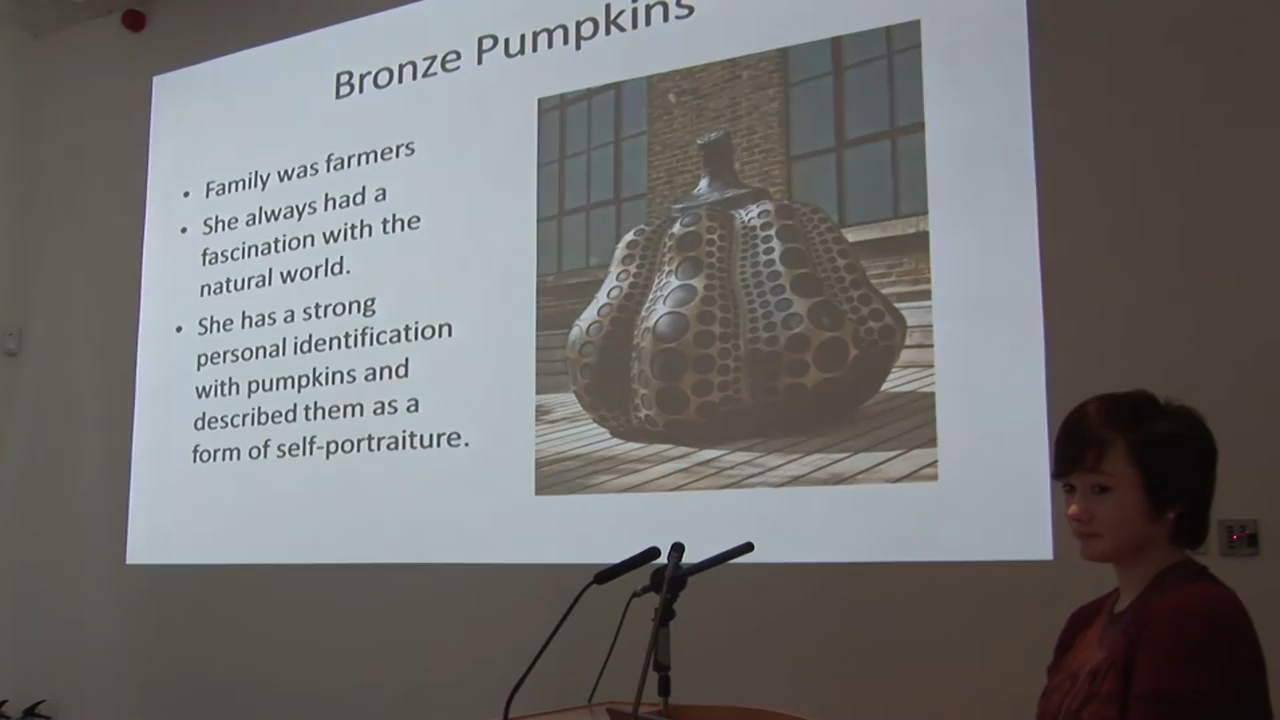 Bronze Pumpkins
• Family was farmers
• She always had a
fascination with the
natural world.
• She has a strong
personal identification
with pumpkins and
described them as a
form of self-portraiture.